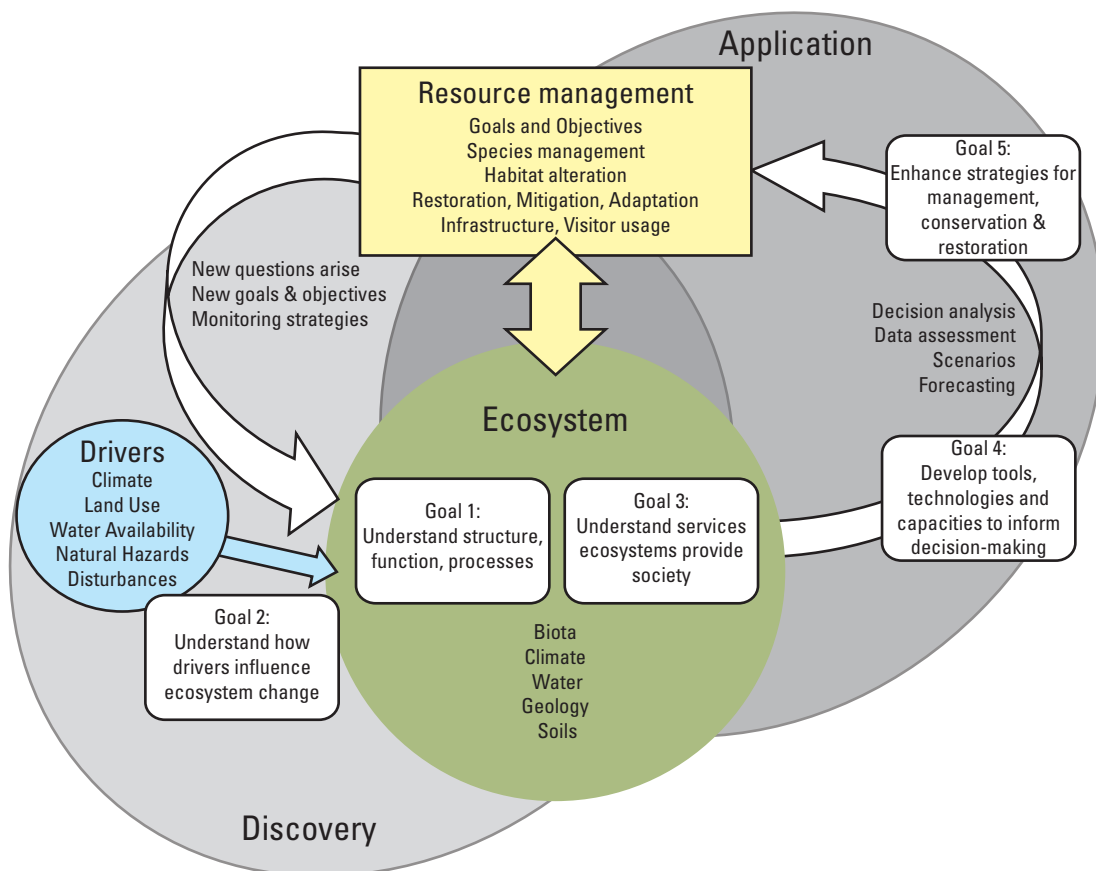 Application
Resource management
Goals and Objectives
Species management
Habitat alteration
Restoration, Mitigation, Adaptation
Infrastructure, Visitor usage
Goal 5:
Enhance strategies for
management,
conservation &
restoration
New questions arise
New goals & objectives
Monitoring strategies
Decision analysis
Data assessment
Scenarios
Forecasting
Ecosystem
Drivers
Climate
Land Use
Water Availability
Natural Hazards
Disturbances
Goal 1:
Understand structure,
function, processes
Goal 3:
Understand services
ecosystems provide
society
Goal 4:
Develop tools,
technologies and
capacities to inform
decision-making
Goal 2:
Understand how
drivers influence
ecosystem change
Biota
Climate
Water
Geology
Soils
Discovery